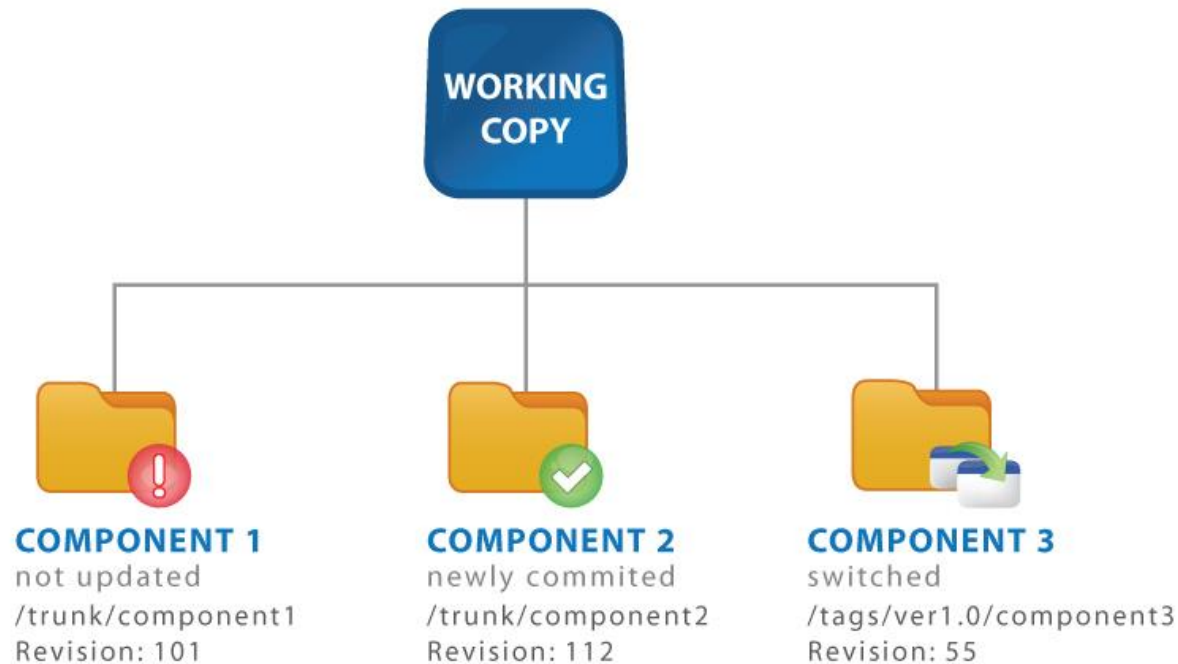 WORKING
COPY
COMPONENT 1
not updated
/trunk/component1
Revision: 101
COMPONENT 2
newly commited
/trunk/component2
Revision: 112
COMPONENT 3
switched
/tags/ver1.0/component3
Revision: 55